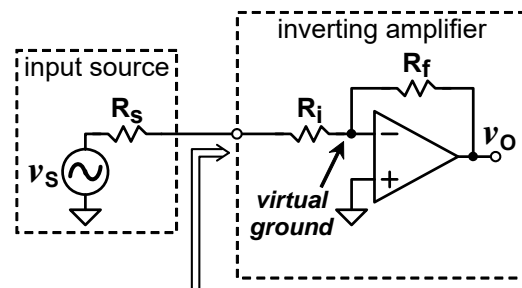 inverting amplifier
input source
Rf
Rs
Ri
−
vO
vS
+
virtual
ground